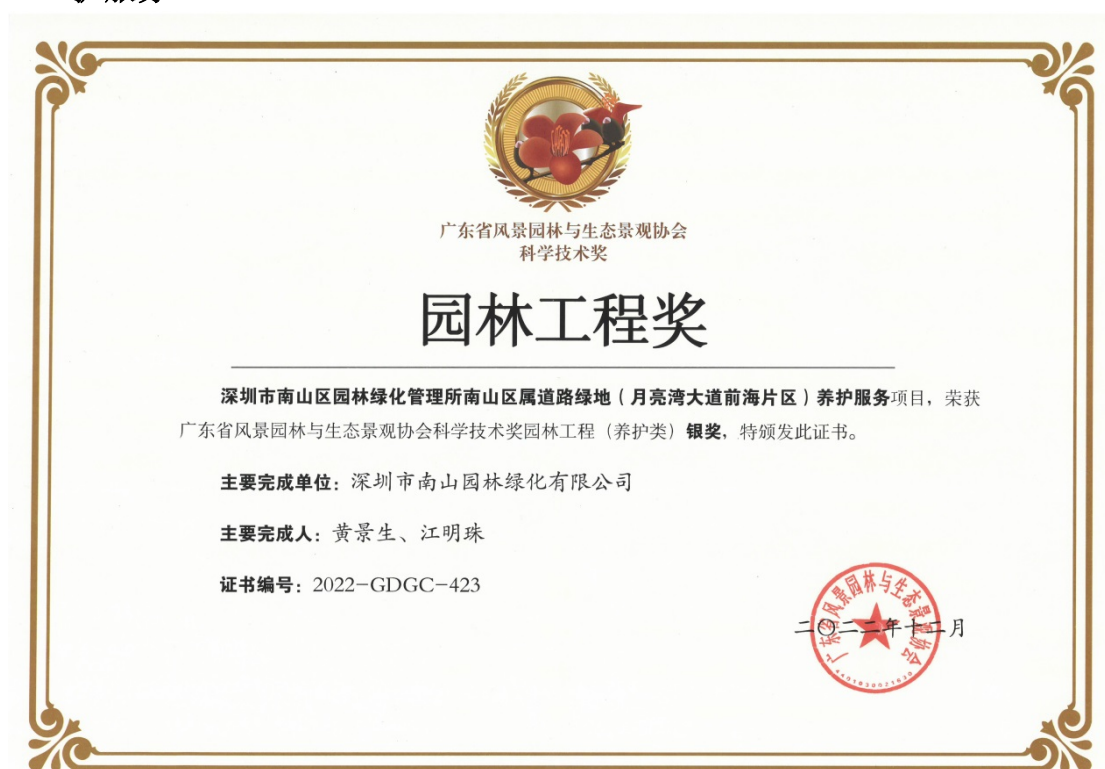 护服务
广东省风景园林与生态景观协会
科学技术奖
园林工程奖
深圳市南山区园林绿化管理所南山区属道路绿地（月亮湾大道前海片区）养护服务项目，荣获
广东省风景园林与生态景观协会科学技术奖园林工程（养护类）银奖，特颁发此证书。
主要完成单位：深圳市南山园林绿化有限公司
主要完成人：黄景生、江明珠
证书编号：2022-GDGC-423
广东省风景园林与生态景观协会
二〇二二年十二月